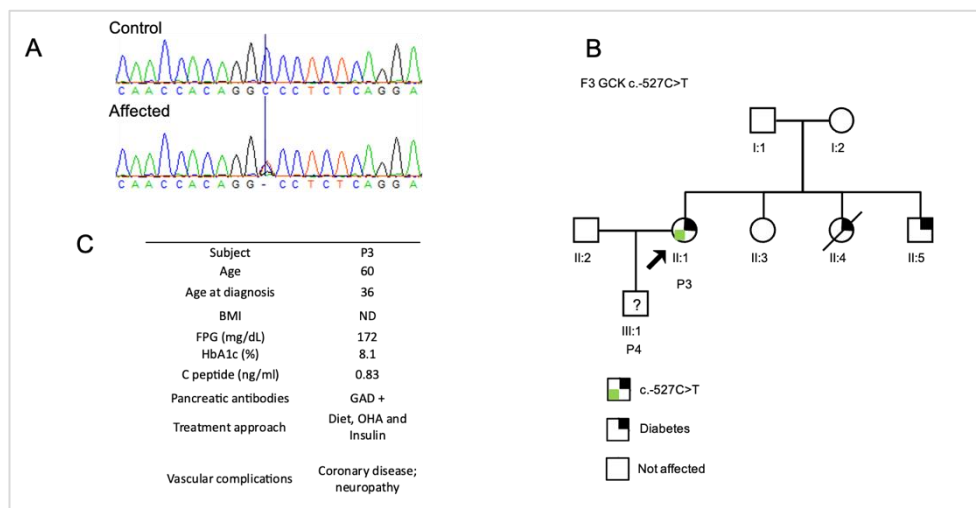 A
Control
C A A C C A C A G G C C C T C T C A G G A
Affected
C A A C C A C A G G - C C T C T C A G G A
C
Subject P3
Age 60
Age at diagnosis 36
BMI ND
FPG (mg/dL) 172
HbA1c (%) 8.1
C peptide (ng/ml) 0.83
Pancreatic antibodies GAD +
Treatment approach Diet, OHA and
Insulin
Vascular complications Coronary disease;
neuropathy
B
F3 GCK c.-527C>T
I:1 I:2
II:2 II:1 II:3 II:4 II:5
P3
?
III:1
P4
c.-527C>T
Diabetes
Not affected